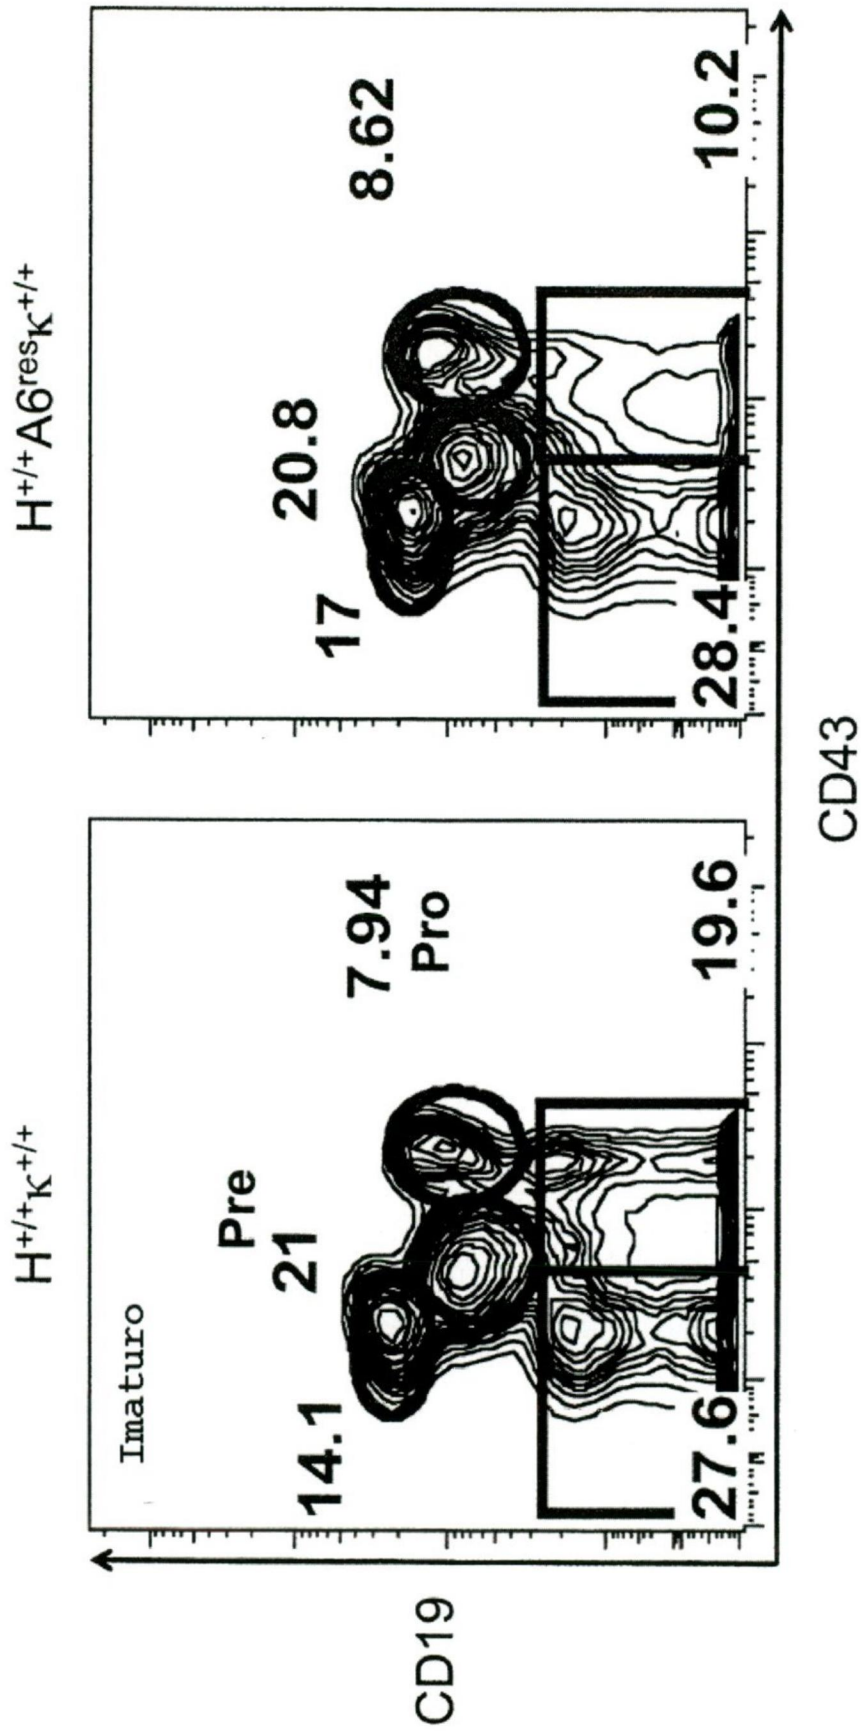 H+/+κ+/+
H+/+A6resκ+/+
Imaturo
Pre
14.1
21
7.94
Pro
27.6
19.6
17
20.8
8.62
28.4
10.2
CD19
CD43